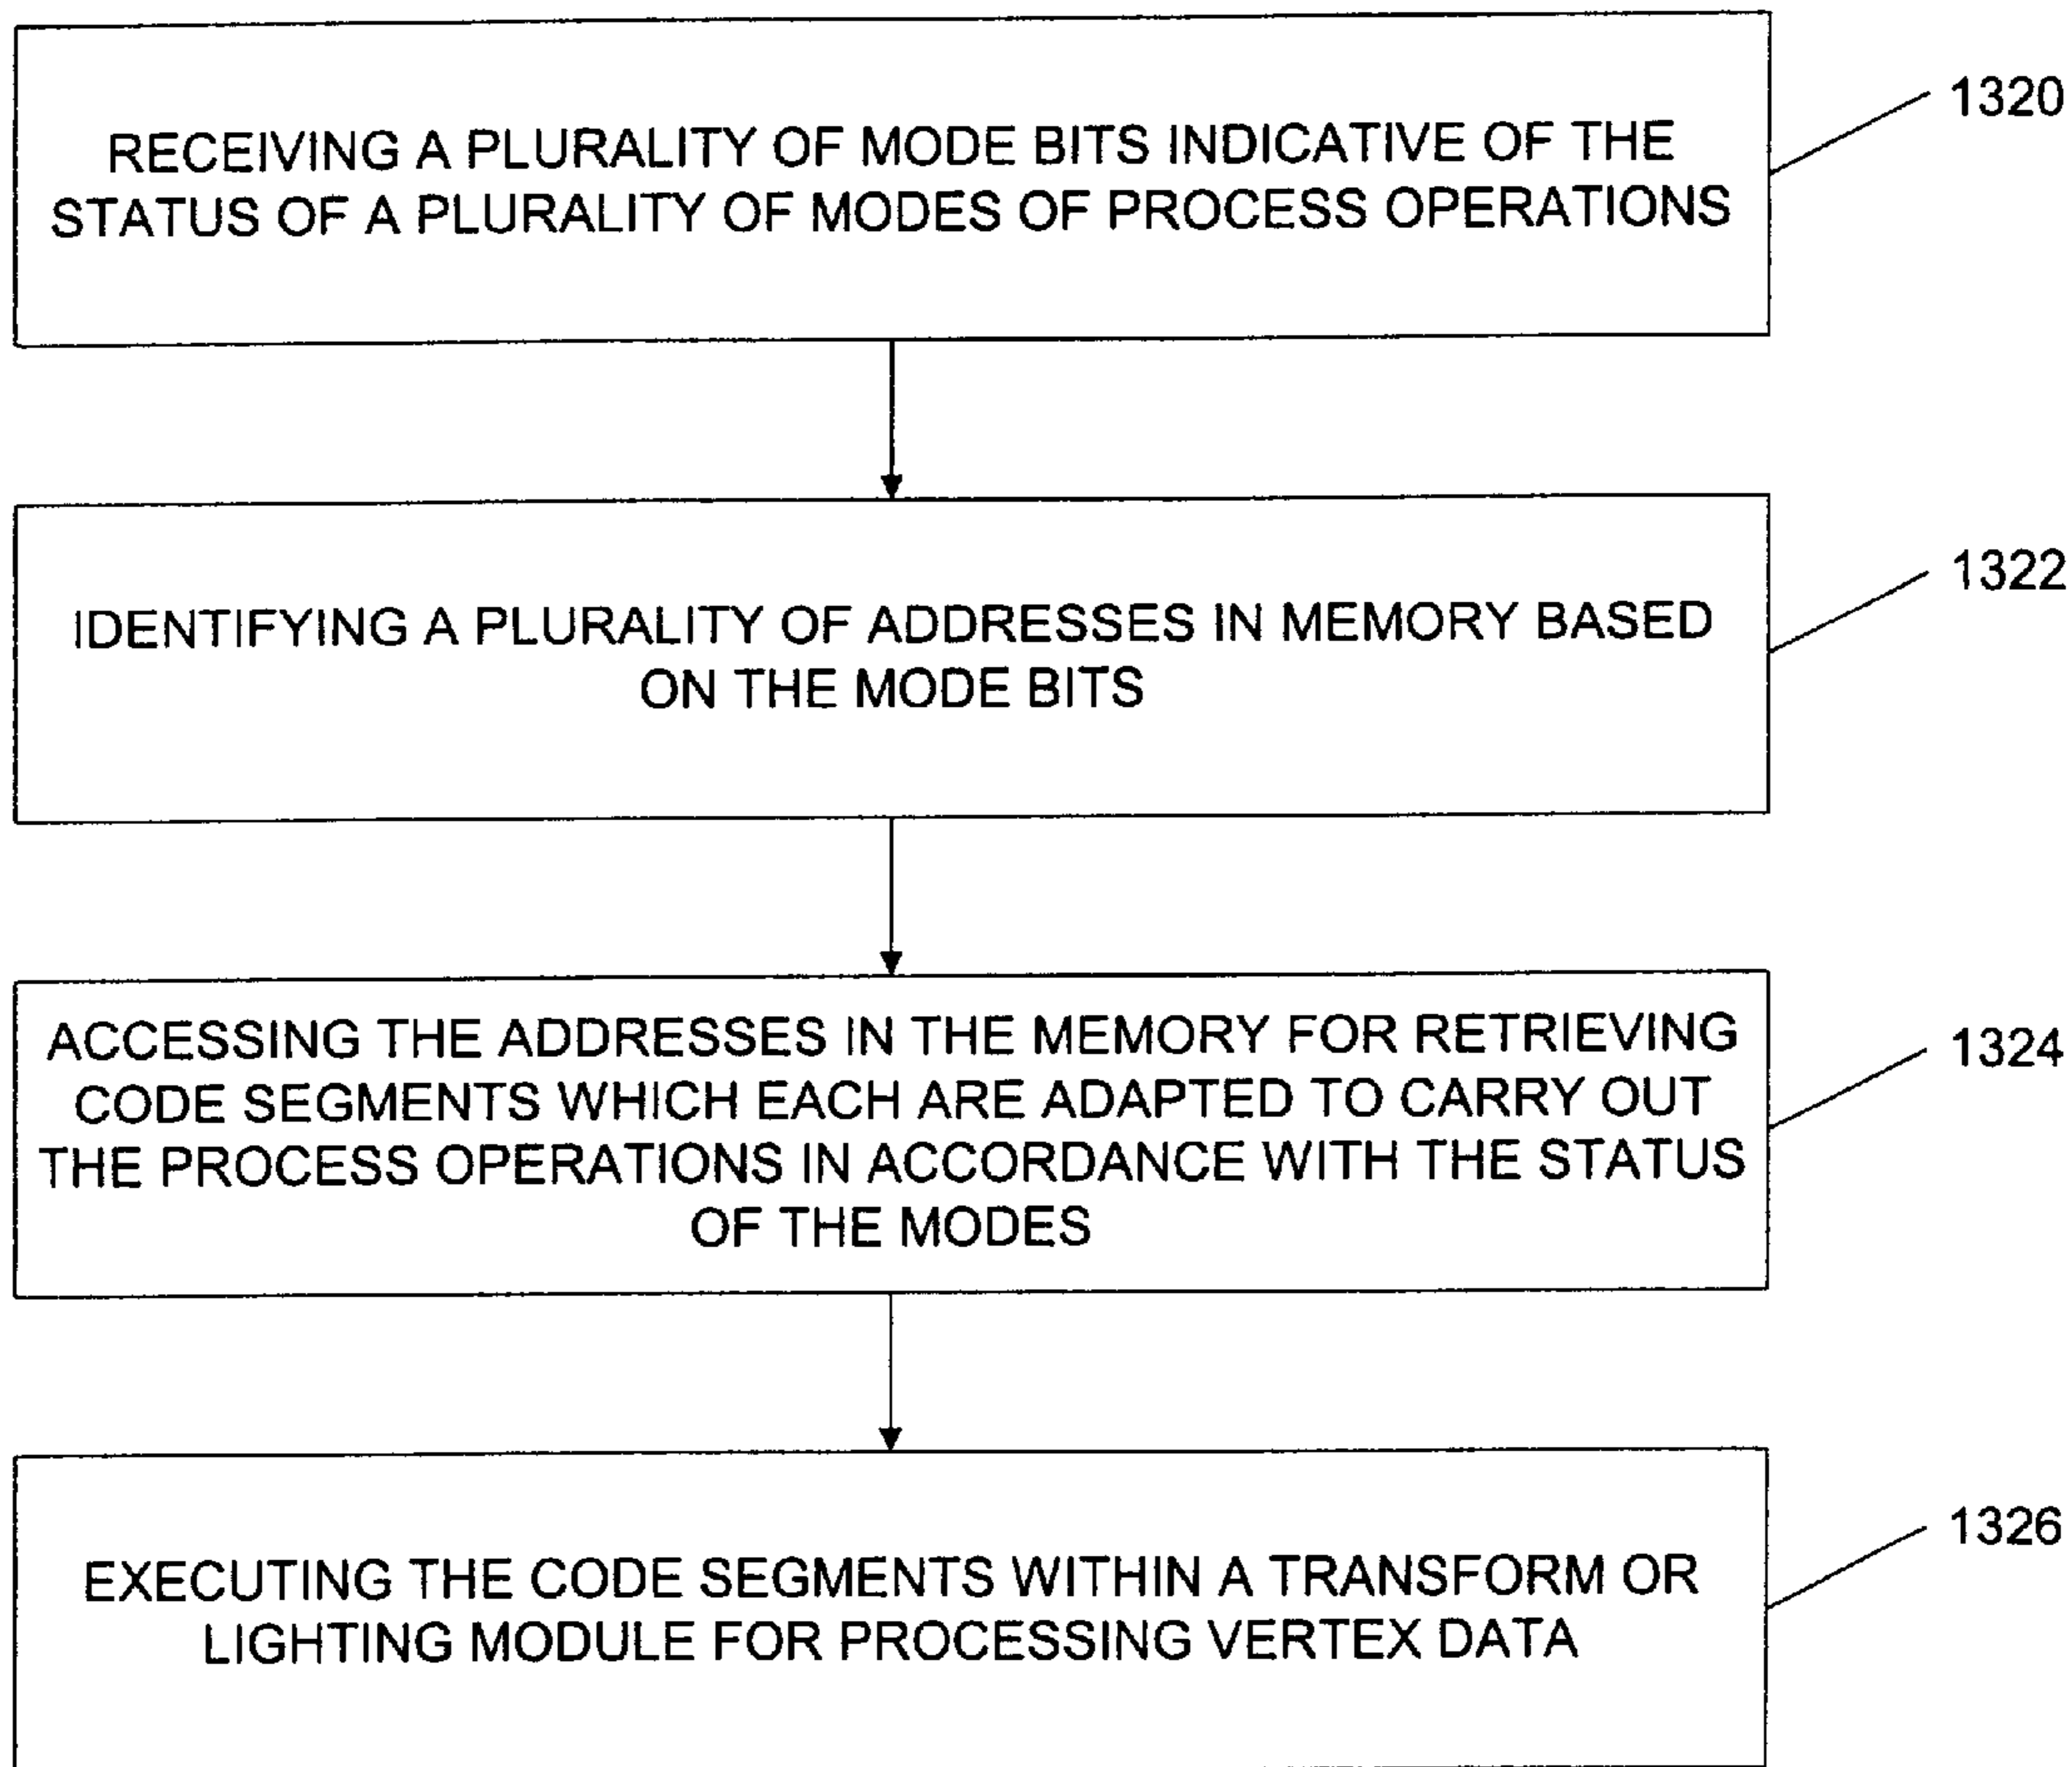 RECEIVING A PLURALITY OF MODE BITS INDICATIVE OF THE
STATUS OF A PLURALITY OF MODES OF PROCESS OPERATIONS
1320
IDENTIFYING A PLURALITY OF ADDRESSES IN MEMORY BASED
ON THE MODE BITS
1322
ACCESSING THE ADDRESSES IN THE MEMORY FOR RETRIEVING
CODE SEGMENTS WHICH EACH ARE ADAPTED TO CARRY OUT
THE PROCESS OPERATIONS IN ACCORDANCE WITH THE STATUS
OF THE MODES
1324
EXECUTING THE CODE SEGMENTS WITHIN A TRANSFORM OR
LIGHTING MODULE FOR PROCESSING VERTEX DATA
1326